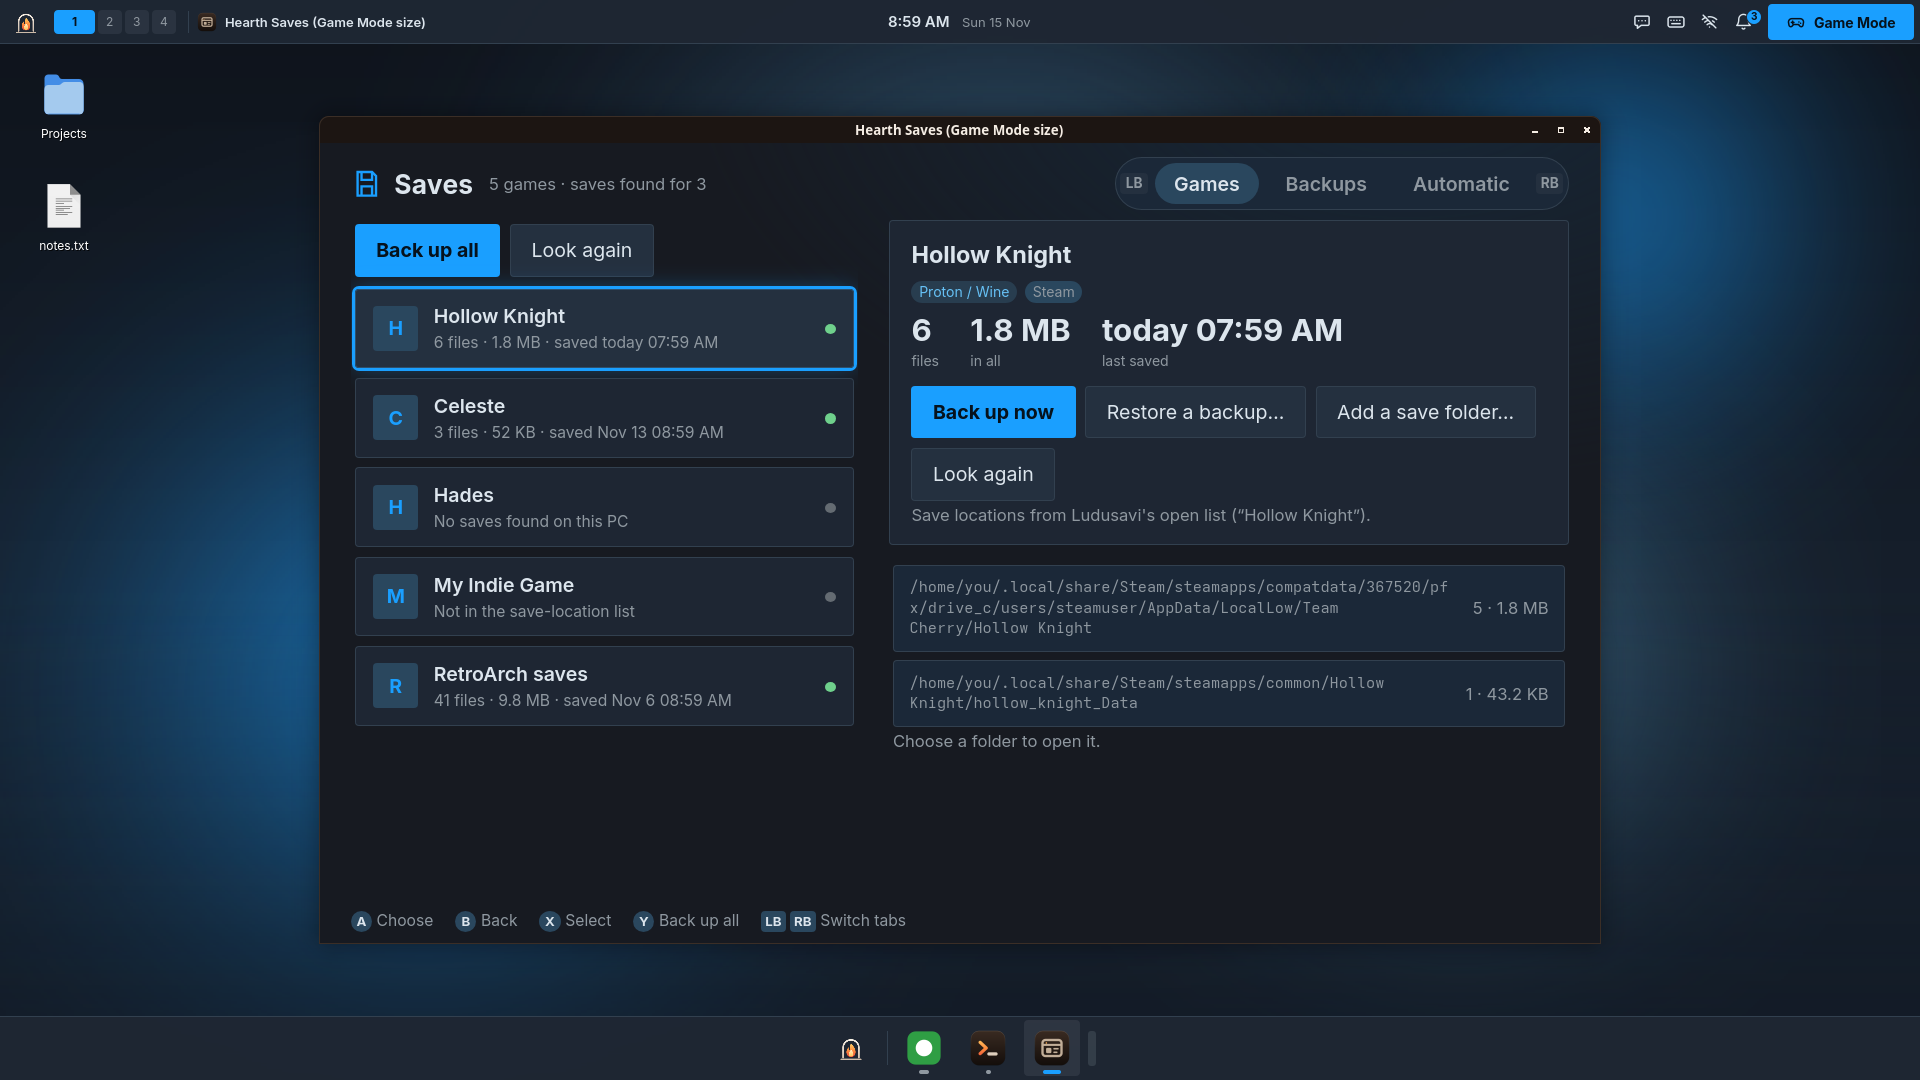 1 2 3 4 Hearth Saves (Game Mode size)
8:59 AM Sun 15 Nov
3
Game Mode
Projects
notes.txt
Hearth Saves (Game Mode size)
Saves 5 games · saves found for 3
LB Games Backups Automatic RB
Back up all Look again
Hollow Knight
6 files · 1.8 MB · saved today 07:59 AM
H
Celeste
3 files · 52 KB · saved Nov 13 08:59 AM
C
Hades
No saves found on this PC
H
My Indie Game
Not in the save-location list
M
RetroArch saves
41 files · 9.8 MB · saved Nov 6 08:59 AM
R
Hollow Knight
Proton / Wine Steam
6 1.8 MB today 07:59 AM
files in all last saved
Back up now Restore a backup... Add a save folder...
Look again
Save locations from Ludusavi's open list (“Hollow Knight”).
/home/you/.local/share/Steam/steamapps/compatdata/367520/pf
x/drive_c/users/steamuser/AppData/LocalLow/Team
Cherry/Hollow Knight
5 · 1.8 MB
/home/you/.local/share/Steam/steamapps/common/Hollow
Knight/hollow_knight_Data
1 · 43.2 KB
Choose a folder to open it.
A Choose B Back X Select Y Back up all LB RB Switch tabs